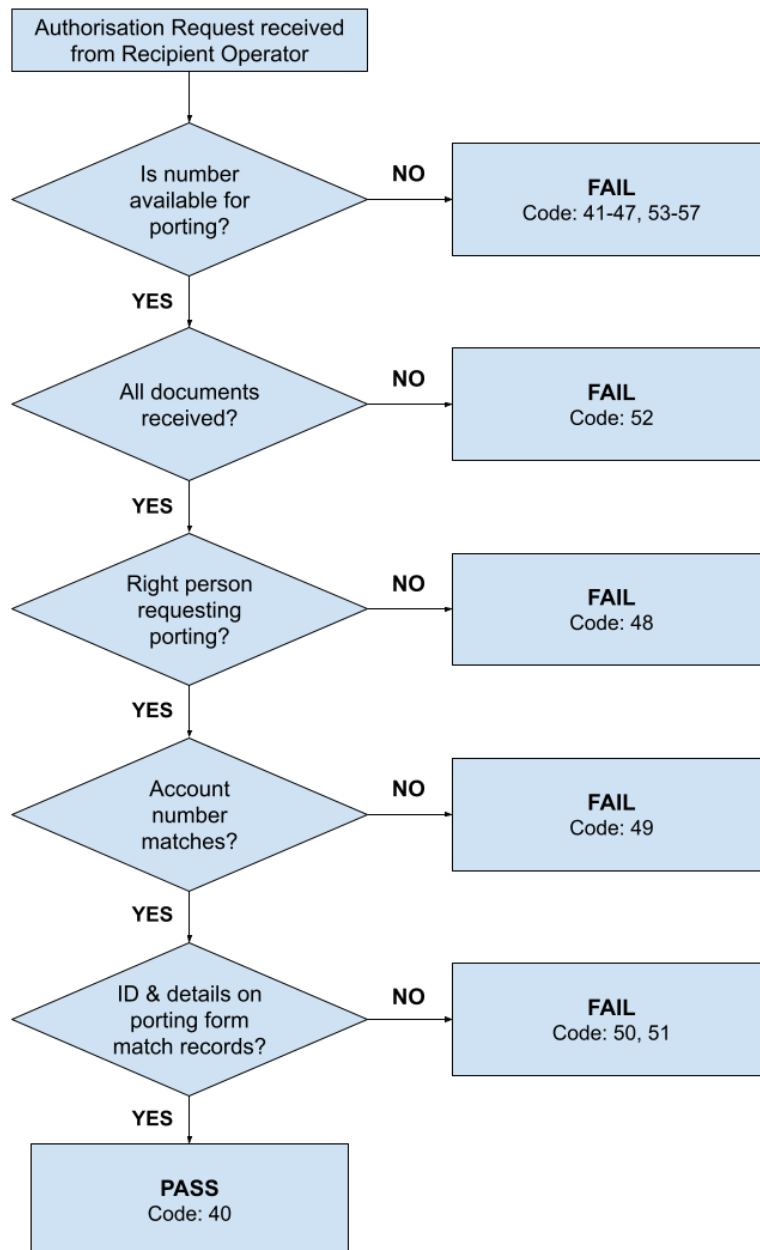 Authorisation Request received
from Recipient Operator
Is number
available for
porting?
NO
FAIL
Code: 41-47, 53-57
YES
All documents
received?
NO
FAIL
Code: 52
YES
Right person
requesting
porting?
NO
FAIL
Code: 48
YES
Account
number
matches?
NO
FAIL
Code: 49
YES
ID & details on
porting form
match records?
NO
FAIL
Code: 50, 51
YES
PASS
Code: 40